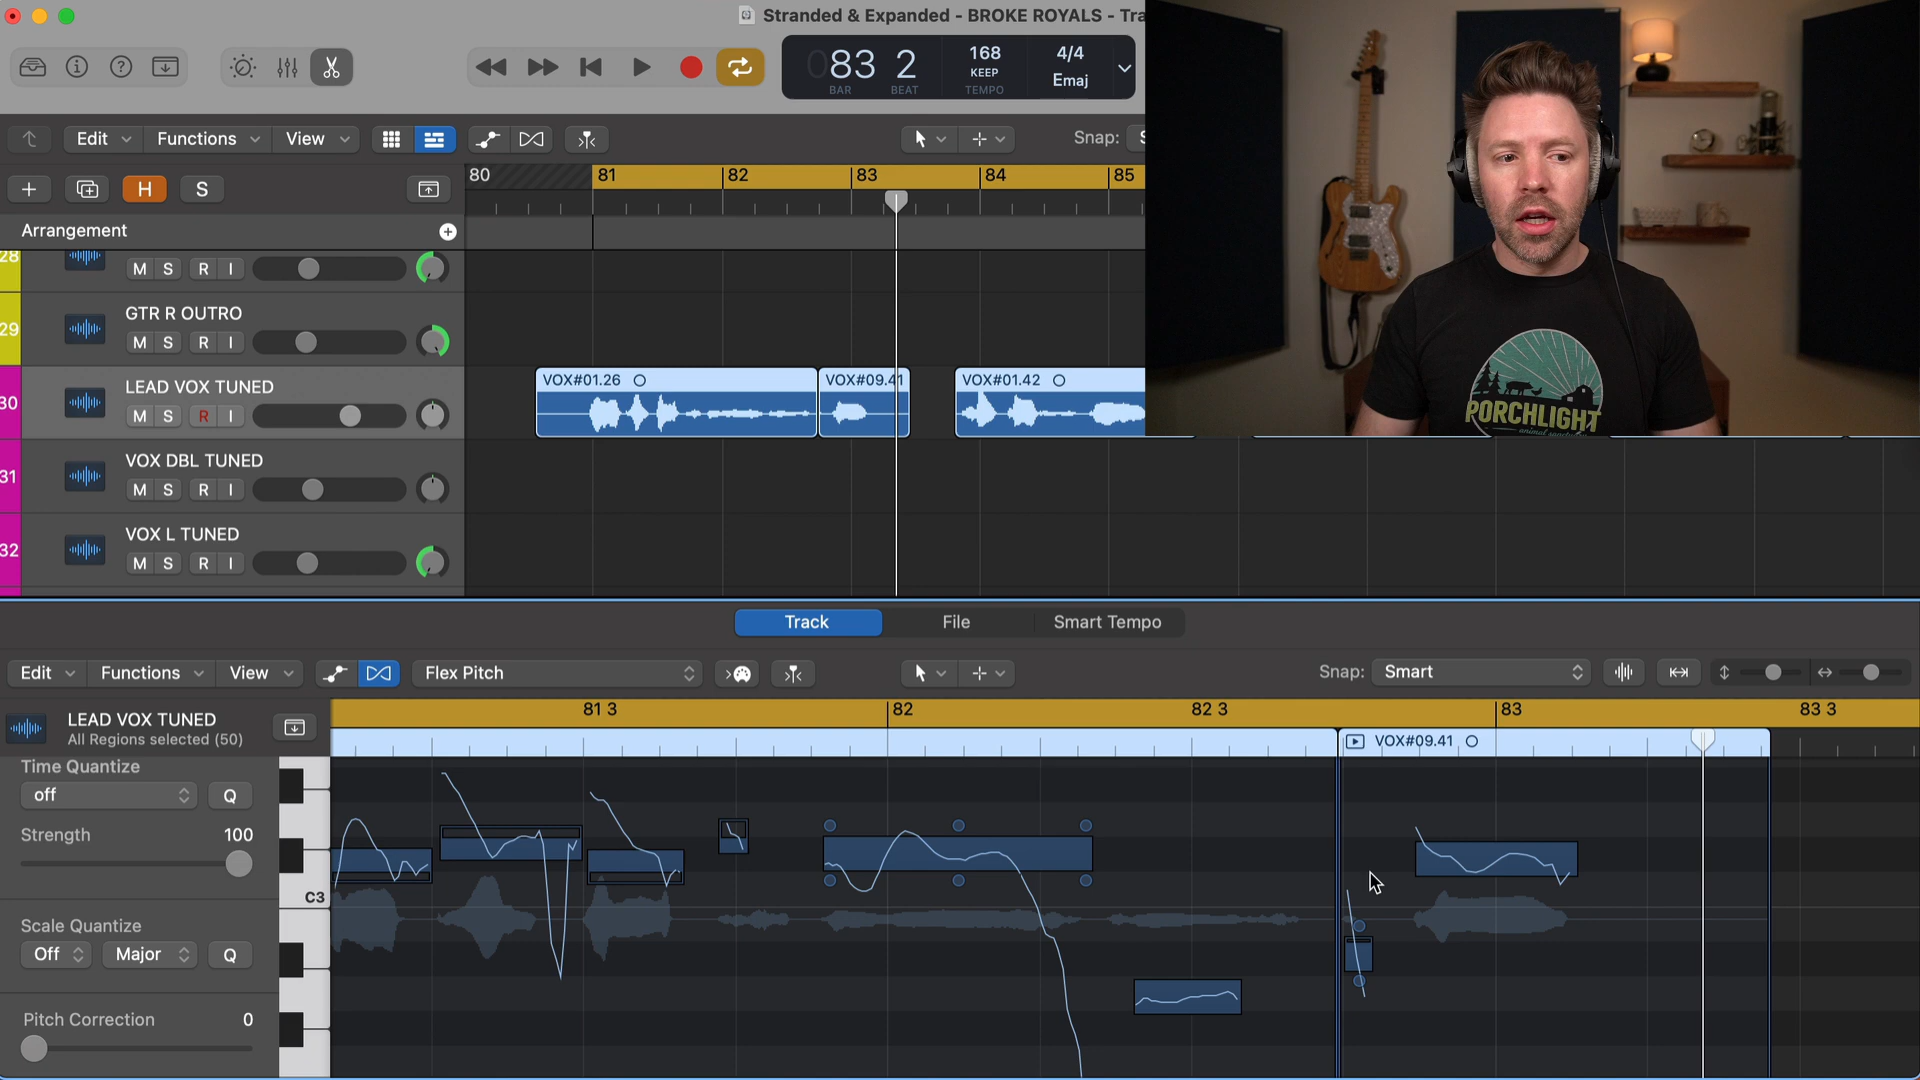 Stranded & Expanded - BROKE ROYALS - Tra
083 2
BAR BEAT
168
KEEP
TEMPO
4/4
Emaj
Edit Functions View
Snap: S
H S
80 81 82 83 84 85
Arrangement
28
M S R I
29
GTR R OUTRO
M S R I
30
LEAD VOX TUNED
M S R I
VOX#01.26 VOX#09.41 VOX#01.42
31
VOX DBL TUNED
M S R I
32
VOX L TUNED
M S R I
PORCHLIGHT
animal sanctuary
Track File Smart Tempo
Edit Functions View Flex Pitch Snap: Smart
81 3 82 82 3 83 83 3
LEAD VOX TUNED
All Regions selected (50)
VOX#09.41
Time Quantize
off Q
Strength 100
C3
Scale Quantize
Off Major Q
Pitch Correction 0